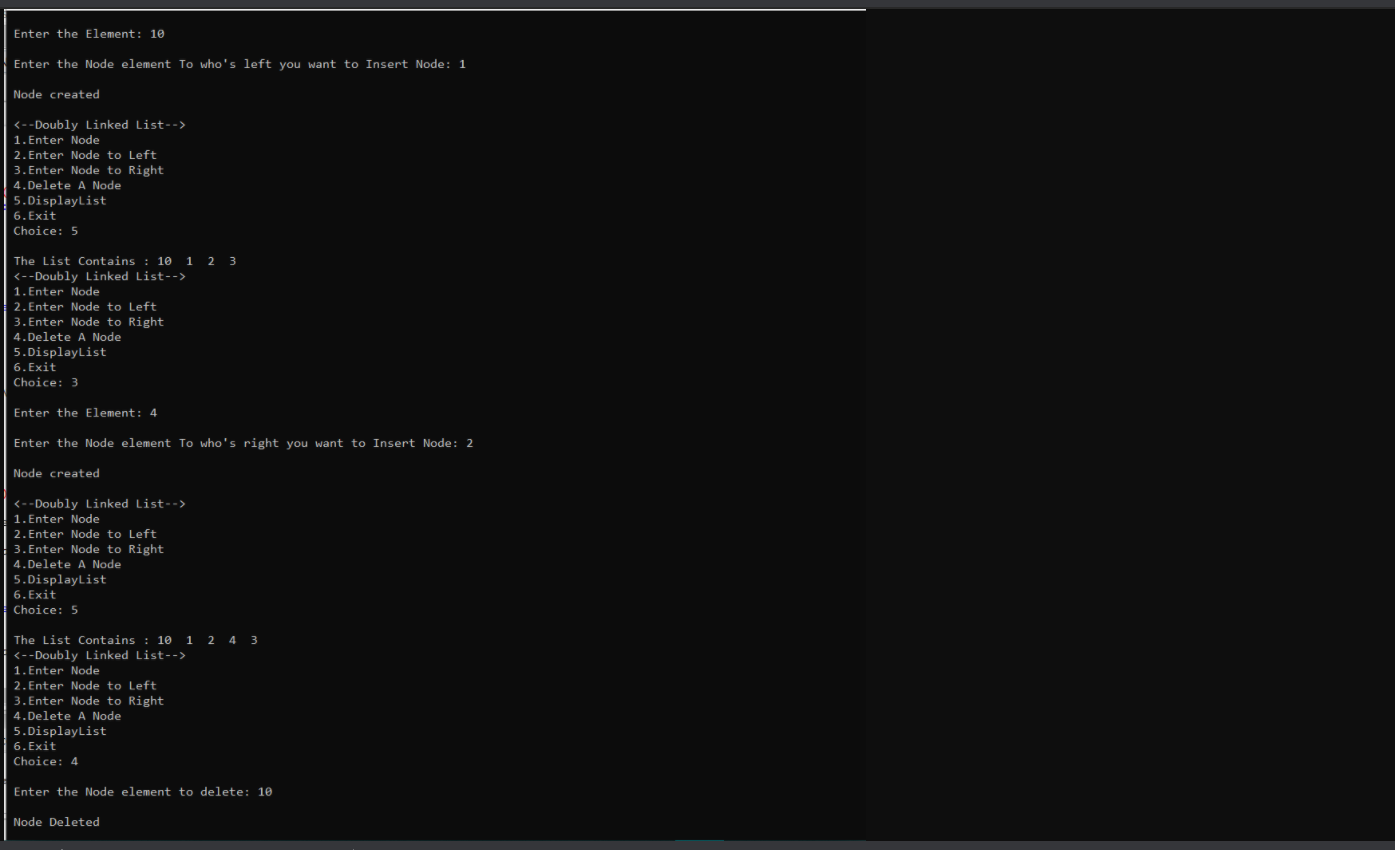 Enter the Element: 10
Enter the Node element To who's left you want to Insert Node: 1
Node created
<--Doubly Linked List-->
1.Enter Node
2.Enter Node to Left
3.Enter Node to Right
4.Delete A Node
5.DisplayList
6.Exit
Choice: 5
The List Contains : 10  1  2  3
<--Doubly Linked List-->
1.Enter Node
2.Enter Node to Left
3.Enter Node to Right
4.Delete A Node
5.DisplayList
6.Exit
Choice: 3
Enter the Element: 4
Enter the Node element To who's right you want to Insert Node: 2
Node created
<--Doubly Linked List-->
1.Enter Node
2.Enter Node to Left
3.Enter Node to Right
4.Delete A Node
5.DisplayList
6.Exit
Choice: 5
The List Contains : 10  1  2  4  3
<--Doubly Linked List-->
1.Enter Node
2.Enter Node to Left
3.Enter Node to Right
4.Delete A Node
5.DisplayList
6.Exit
Choice: 4
Enter the Node element to delete: 10
Node Deleted